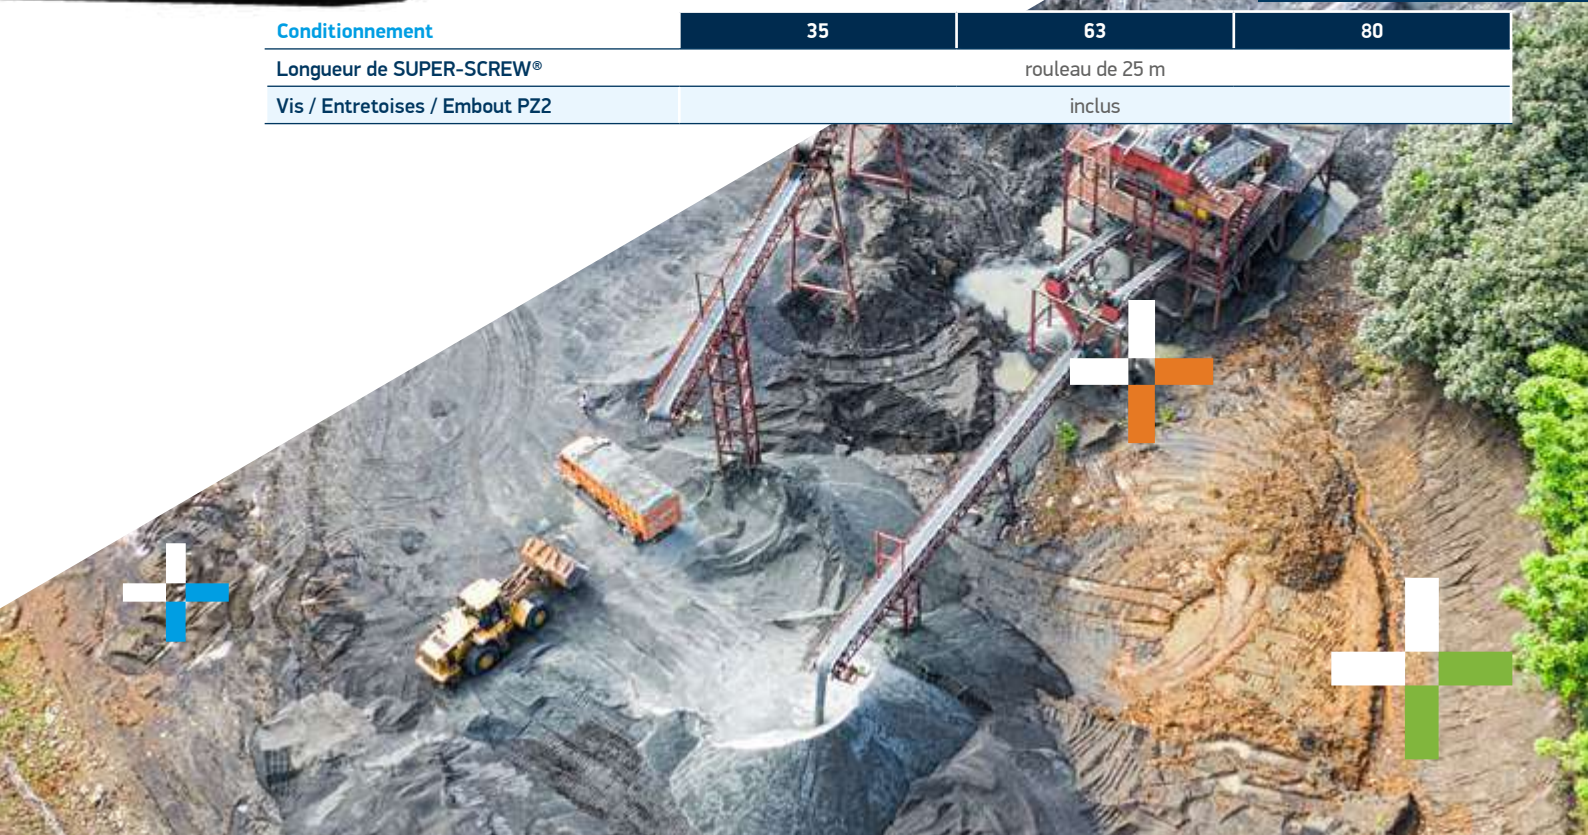 Conditionnement 35 63 80
Longueur de SUPER-SCREW® rouleau de 25 m
Vis / Entretoises / Embout PZ2 inclus